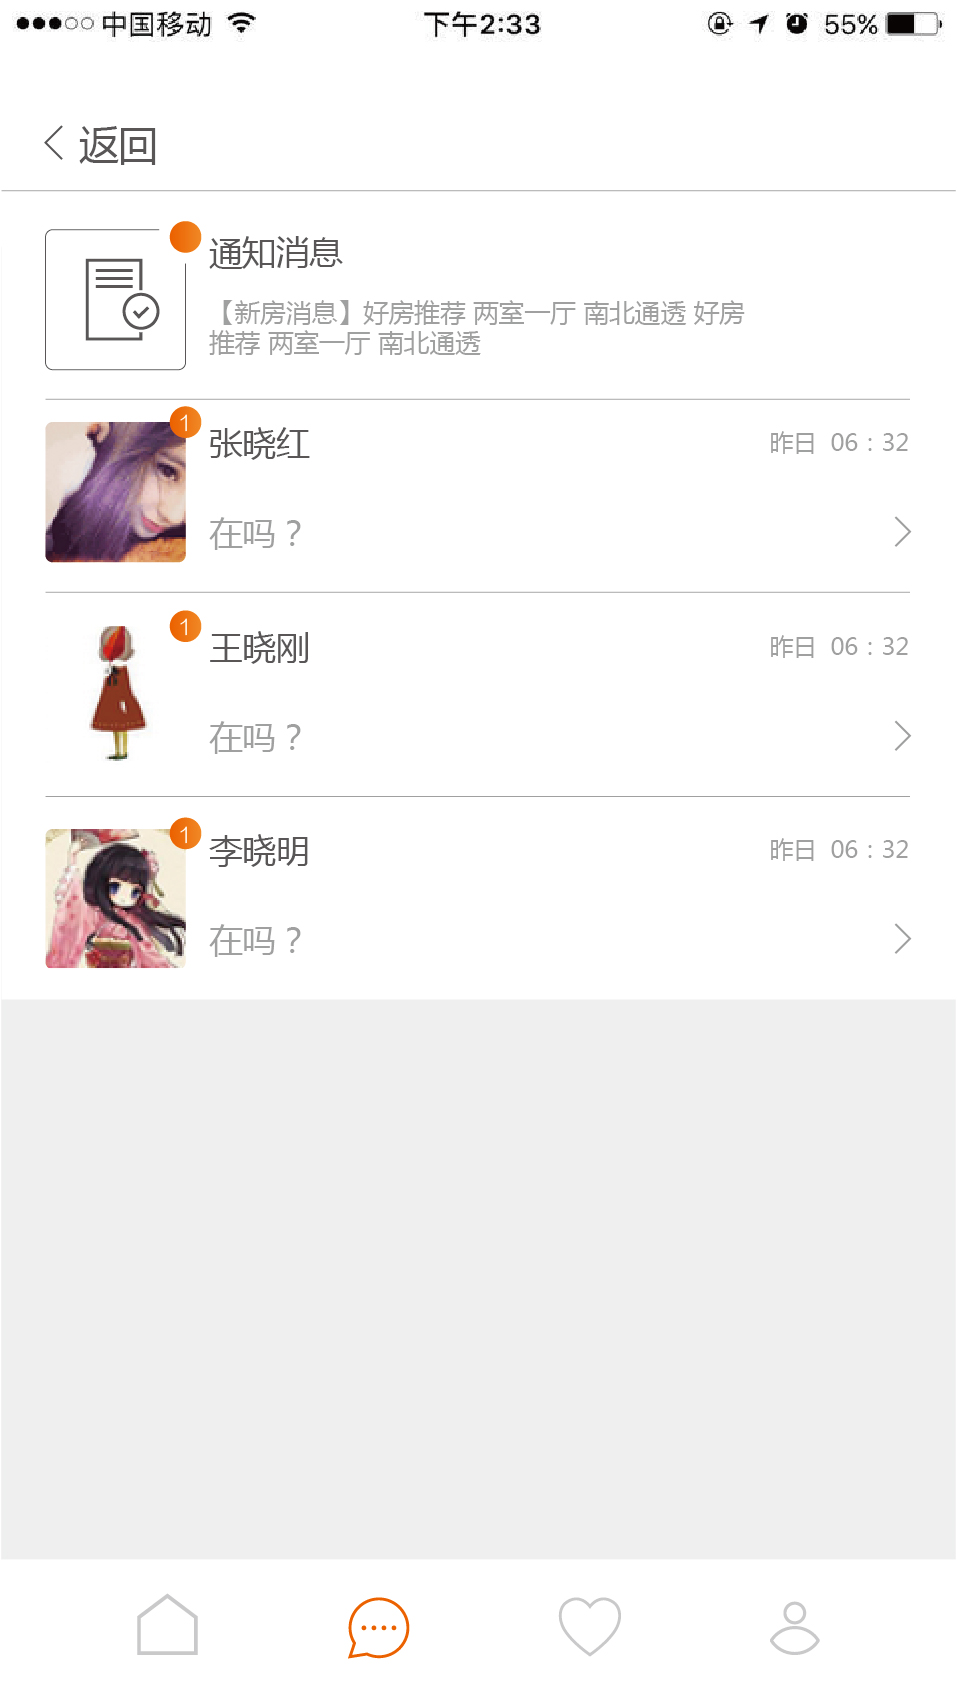 中国移动 下午2:33 55%
返回
通知消息
【新房消息】好房推荐 两室一厅 南北通透 好房
推荐 两室一厅 南北通透
1
张晓红 昨日 06：32
在吗？
1
王晓刚 昨日 06：32
在吗？
1
李晓明 昨日 06：32
在吗？